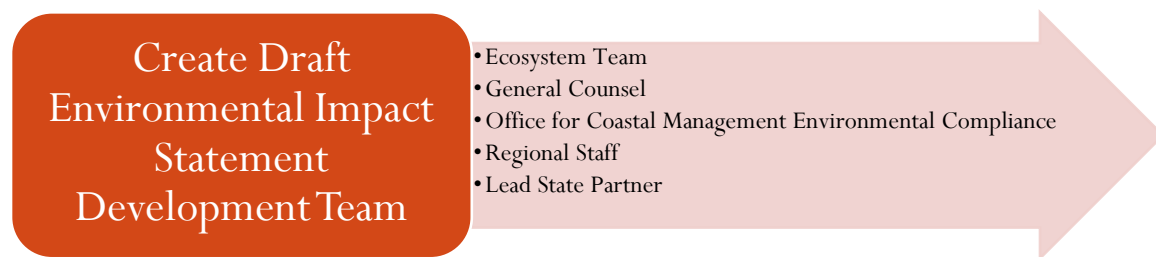 Create Draft
Environmental Impact
Statement
Development Team
•Ecosystem Team
•General Counsel
•Office for Coastal Management Environmental Compliance
•Regional Staff
•Lead State Partner